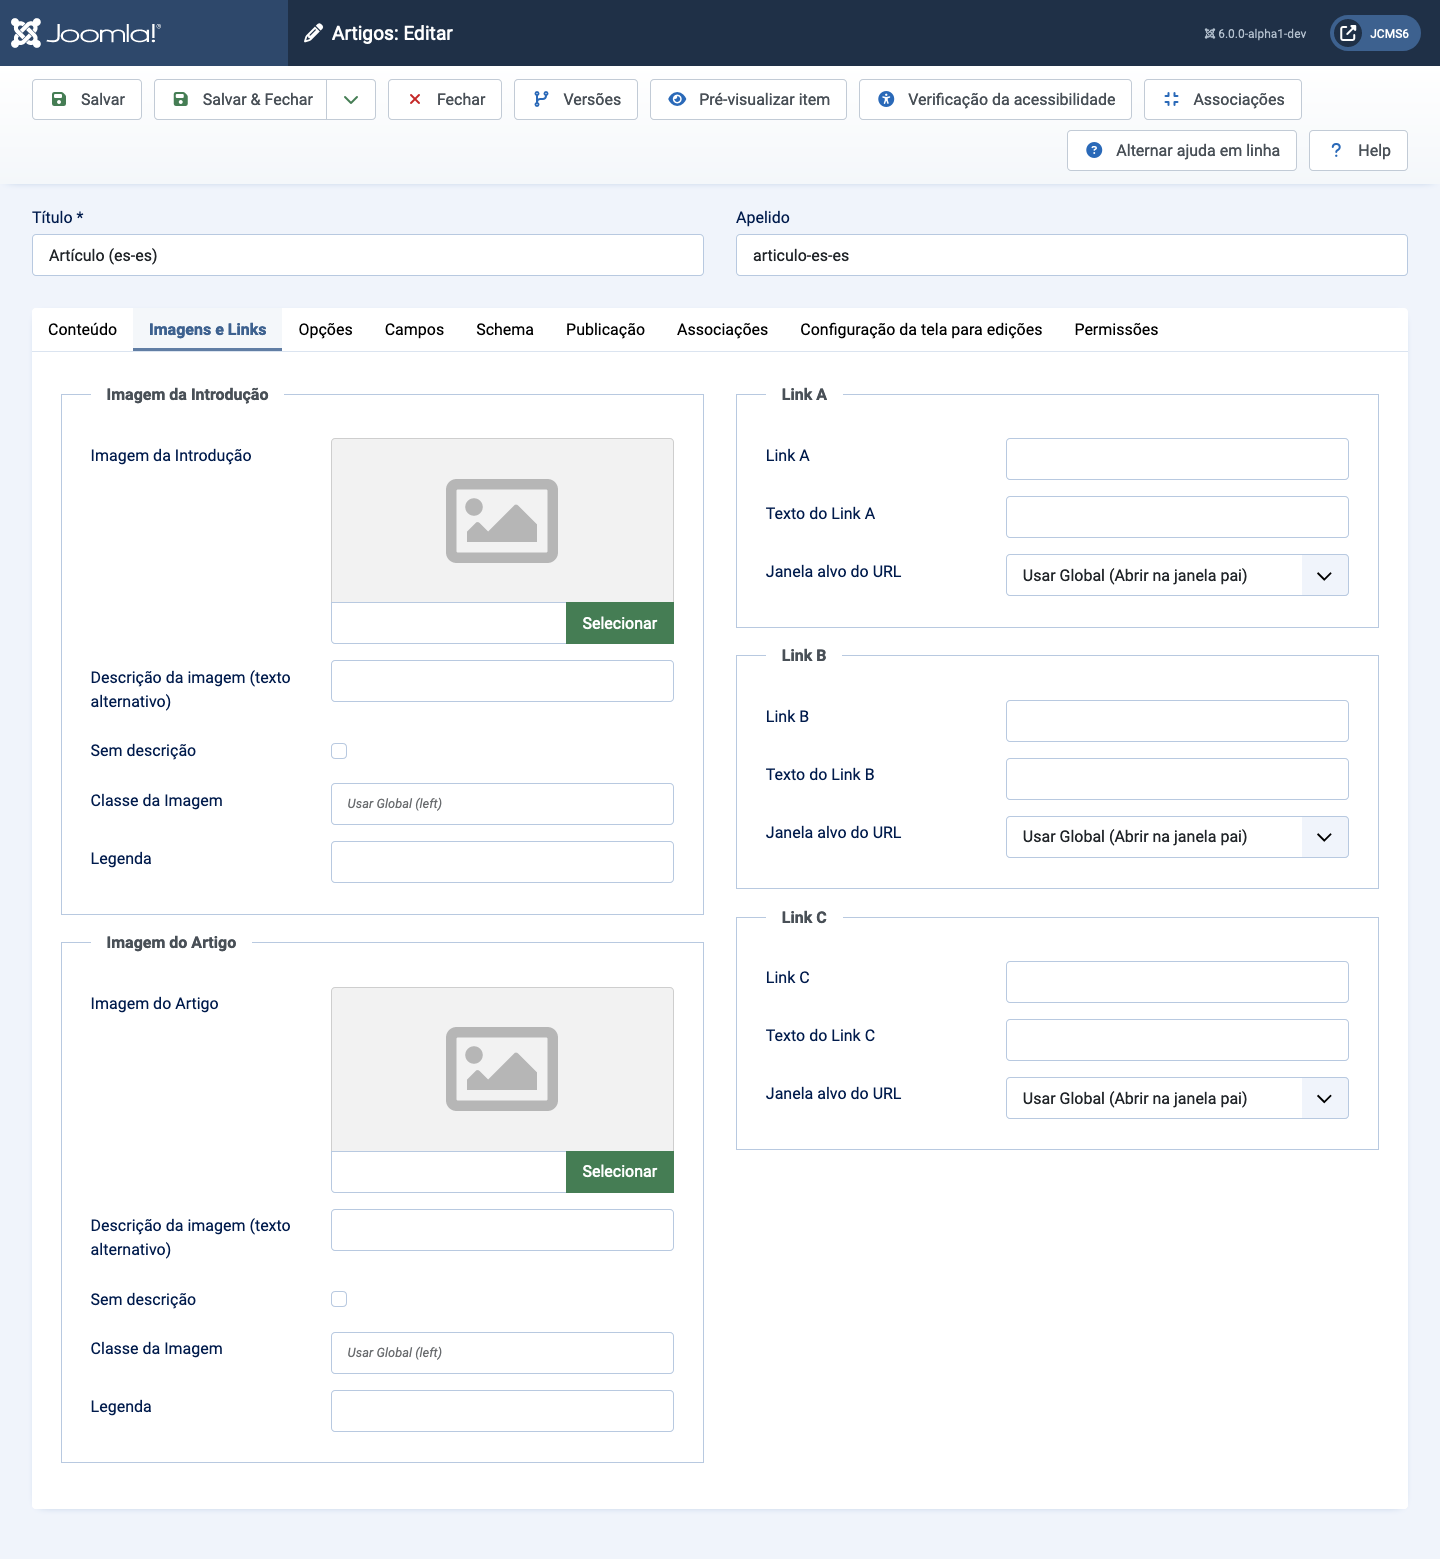 Joomla!®
Artigos: Editar
6.0.0-alpha1-dev
JCMS6
Salvar
Salvar & Fechar
Fechar
Versões
Pré-visualizar item
Verificação da acessibilidade
Associações
Alternar ajuda em linha
Help
Título *
Apelido
Artículo (es-es)
articulo-es-es
Conteúdo
Imagens e Links
Opções
Campos
Schema
Publicação
Associações
Configuração da tela para edições
Permissões
Imagem da Introdução
Imagem da Introdução
Selecionar
Descrição da imagem (texto
alternativo)
Sem descrição
Classe da Imagem
Usar Global (left)
Legenda
Imagem do Artigo
Imagem do Artigo
Selecionar
Descrição da imagem (texto
alternativo)
Sem descrição
Classe da Imagem
Usar Global (left)
Legenda
Link A
Link A
Texto do Link A
Janela alvo do URL
Usar Global (Abrir na janela pai)
Link B
Link B
Texto do Link B
Janela alvo do URL
Usar Global (Abrir na janela pai)
Link C
Link C
Texto do Link C
Janela alvo do URL
Usar Global (Abrir na janela pai)